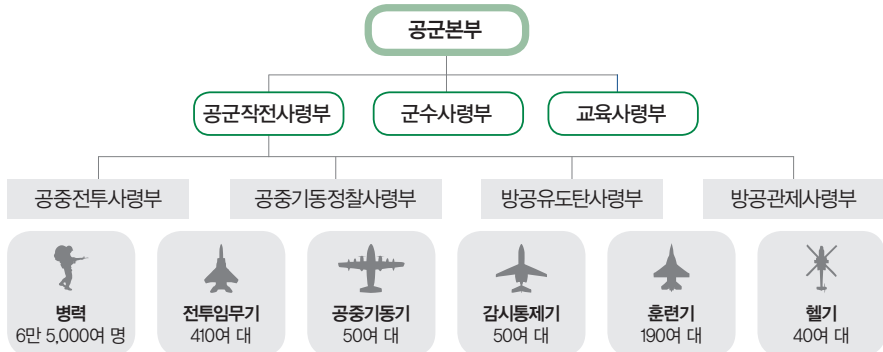 공군본부
공군작전사령부
군수사령부
교육사령부
공중전투사령부
공중기동정찰사령부
방공유도탄사령부
방공관제사령부
병력
6만 5,000여 명
전투임무기
410여 대
공중기동기
50여 대
감시통제기
50여 대
훈련기
190여 대
헬기
40여 대